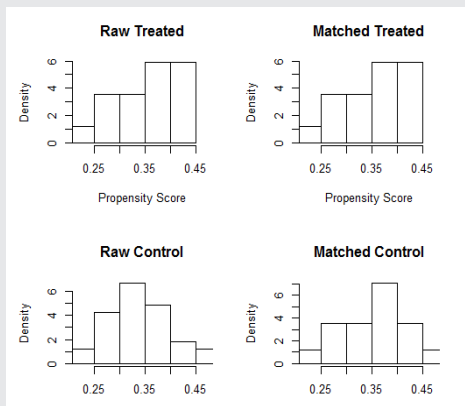 Raw Treated
Density
0 2 4 6
0.25 0.35 0.45
Propensity Score
Matched Treated
Density
0 2 4 6
0.25 0.35 0.45
Propensity Score
Raw Control
Density
0 2 4 6
0.25 0.35 0.45
Matched Control
Density
0 2 4 6
0.25 0.35 0.45